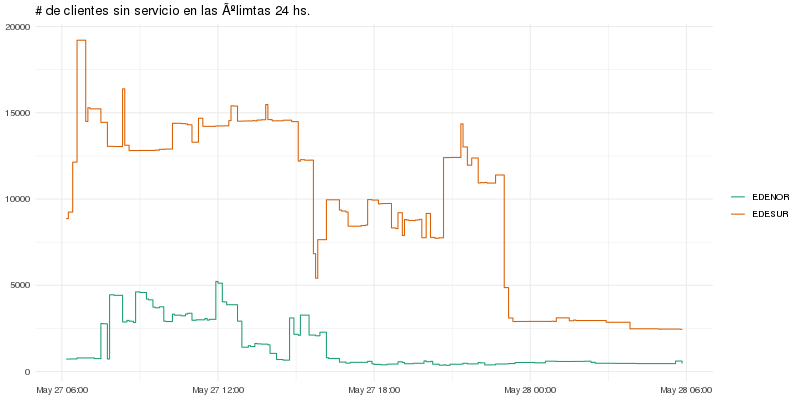 # de clientes sin servicio en las Ãºlimtas 24 hs.
20000
15000
10000
5000
0
May 27 06:00 May 27 12:00 May 27 18:00 May 28 00:00 May 28 06:00
EDENOR
EDESUR